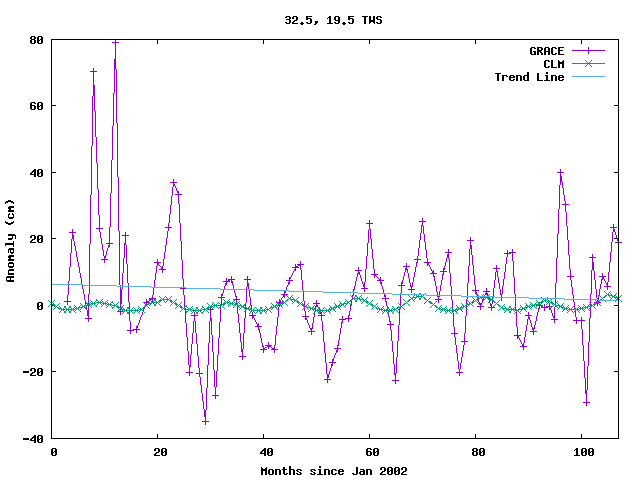 32.5, 19.5 TWS
GRACE
CLM
Trend Line
80
60
40
20
0
-20
-40
Anomaly (cm)
0 20 40 60 80 100
Months since Jan 2002